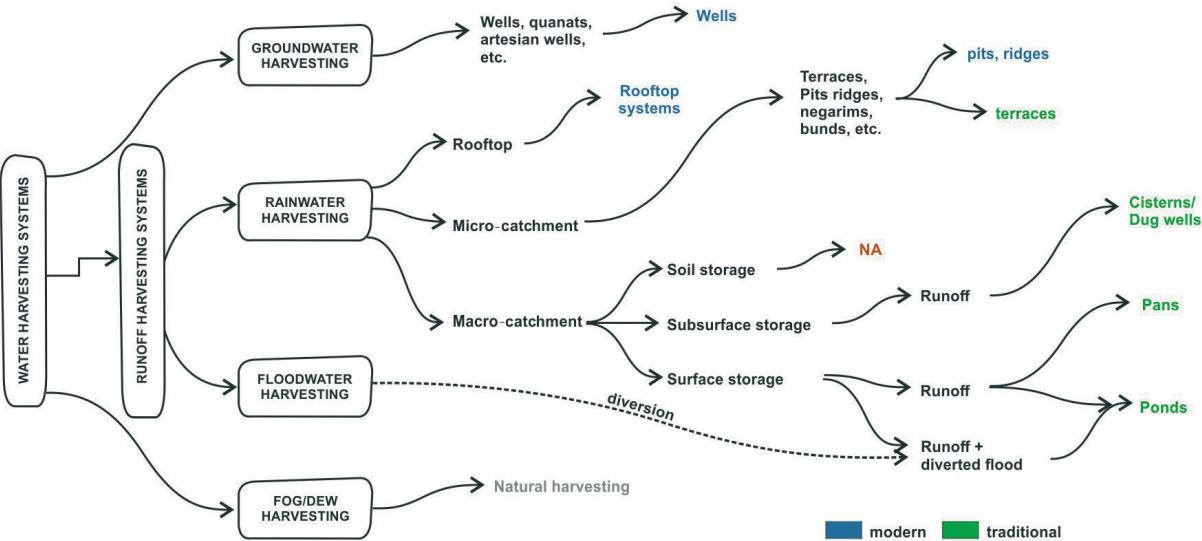 WATER HARVESTING SYSTEMS
RUNOFF HARVESTING SYSTEMS
GROUNDWATER
HARVESTING
Wells, quanats,
artesian wells,
etc.
Wells
RAINWATER
HARVESTING
Rooftop
Rooftop
systems
Micro-catchment
Terraces,
Pits ridges,
negarims,
bunds, etc.
pits, ridges
terraces
Macro-catchment
Soil storage
NA
Subsurface storage
Runoff
Cisterns/
Dug wells
Surface storage
Runoff
Pans
Ponds
Runoff +
diverted flood
FLOODWATER
HARVESTING
diversion
FOG/DEW
HARVESTING
Natural harvesting
modern
traditional